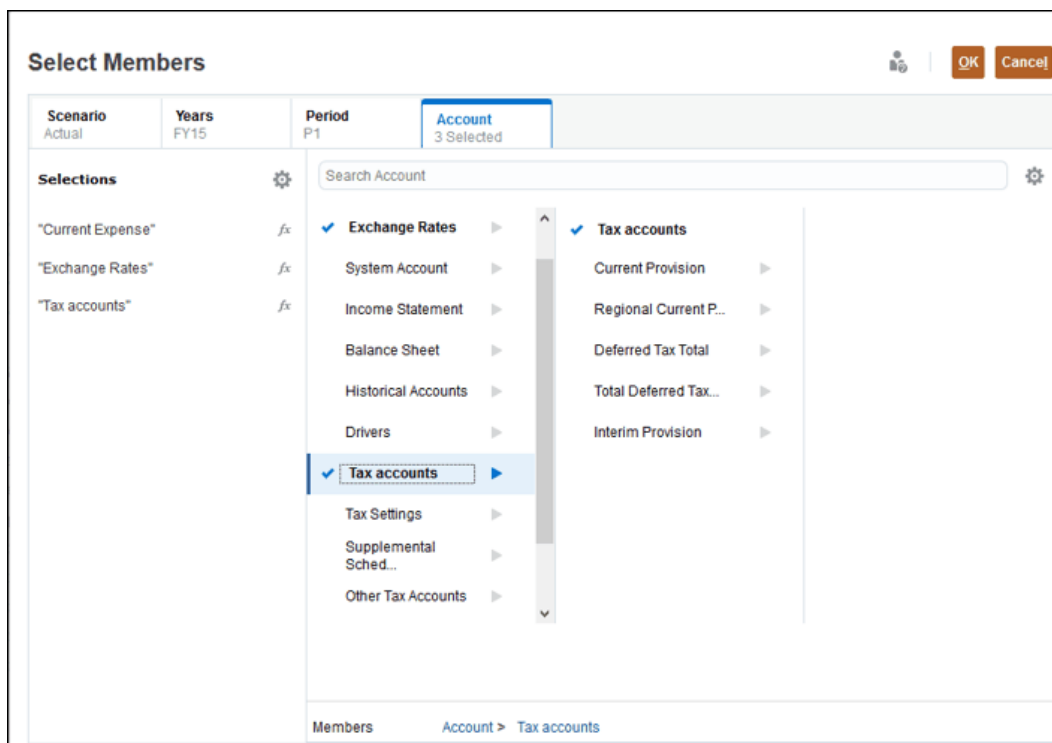 Select Members
OK
Cancel
Scenario
Actual
Years
FY15
Period
P1
Account
3 Selected
Selections
Search Account
"Current Expense" fx
"Exchange Rates" fx
"Tax accounts" fx
Exchange Rates
System Account
Income Statement
Balance Sheet
Historical Accounts
Drivers
Tax accounts
Tax Settings
Supplemental
Sched...
Other Tax Accounts
Tax accounts
Current Provision
Regional Current P...
Deferred Tax Total
Total Deferred Tax...
Interim Provision
Members Account > Tax accounts